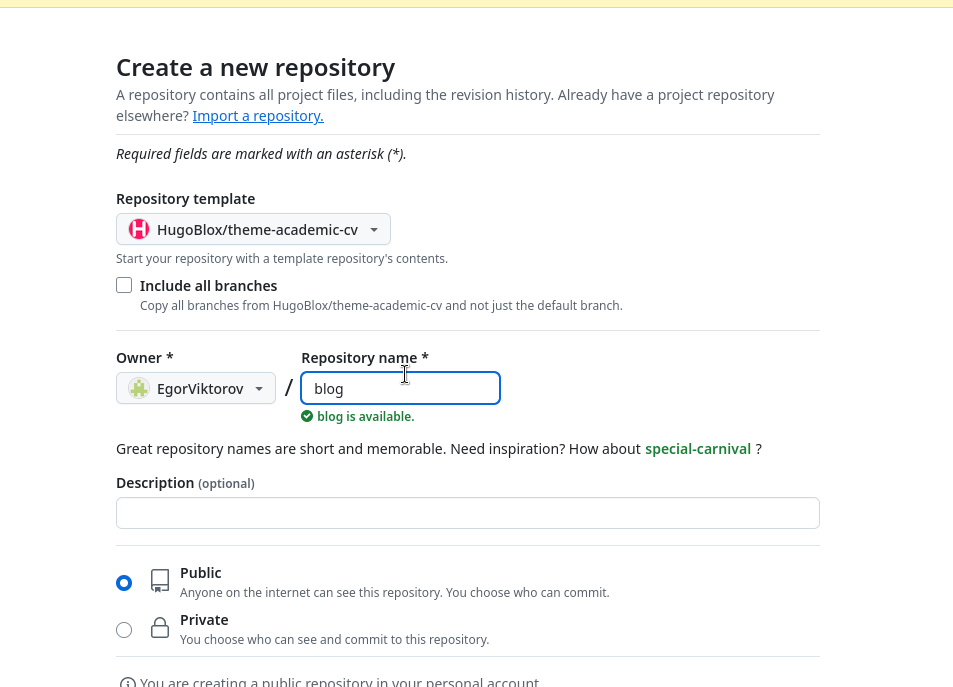 Create a new repository
A repository contains all project files, including the revision history. Already have a project repository
elsewhere? Import a repository.
Required fields are marked with an asterisk (*).
Repository template
HugoBlox/theme-academic-cv
Start your repository with a template repository's contents.
Include all branches
Copy all branches from HugoBlox/theme-academic-cv and not just the default branch.
Owner * Repository name *
EgorViktorov / blog
blog is available.
Great repository names are short and memorable. Need inspiration? How about special-carnival ?
Description (optional)
Public
Anyone on the internet can see this repository. You choose who can commit.
Private
You choose who can see and commit to this repository.
You are creating a public repository in your personal account